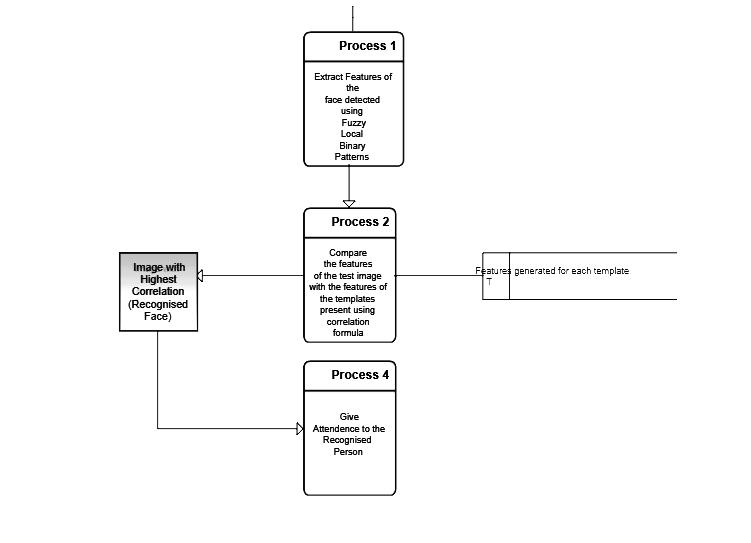 Process 1
Extract Features of
the
face detected
using
Fuzzy
Local
Binary
Patterns
Process 2
Compare
the features
of the test image
with the features of
the templates
present using
correlation
formula
Image with
Highest
Correlation
(Recognised
Face)
Features generated for each template
T
Process 4
Give
Attendence to the
Recognised
Person